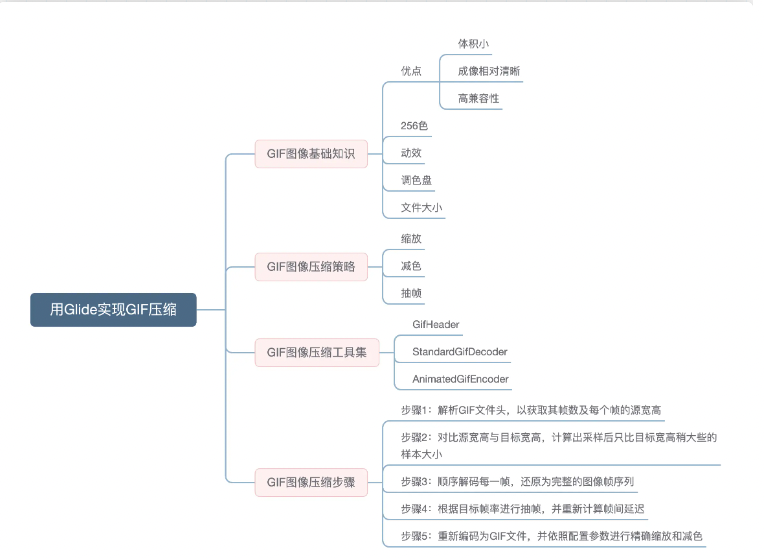 用Glide实现GIF压缩
GIF图像基础知识
优点
体积小
成像相对清晰
高兼容性
256色
动效
调色盘
文件大小
GIF图像压缩策略
缩放
减色
抽帧
GIF图像压缩工具集
GifHeader
StandardGifDecoder
AnimatedGifEncoder
GIF图像压缩步骤
步骤1：解析GIF文件头，以获取其帧数及每个帧的源宽高
步骤2：对比源宽高与目标宽高，计算出采样后只比目标宽高稍大些的
样本大小
步骤3：顺序解码每一帧，还原为完整的图像帧序列
步骤4：根据目标帧率进行抽帧，并重新计算帧间延迟
步骤5：重新编码为GIF文件，并依照配置参数进行精确缩放和减色